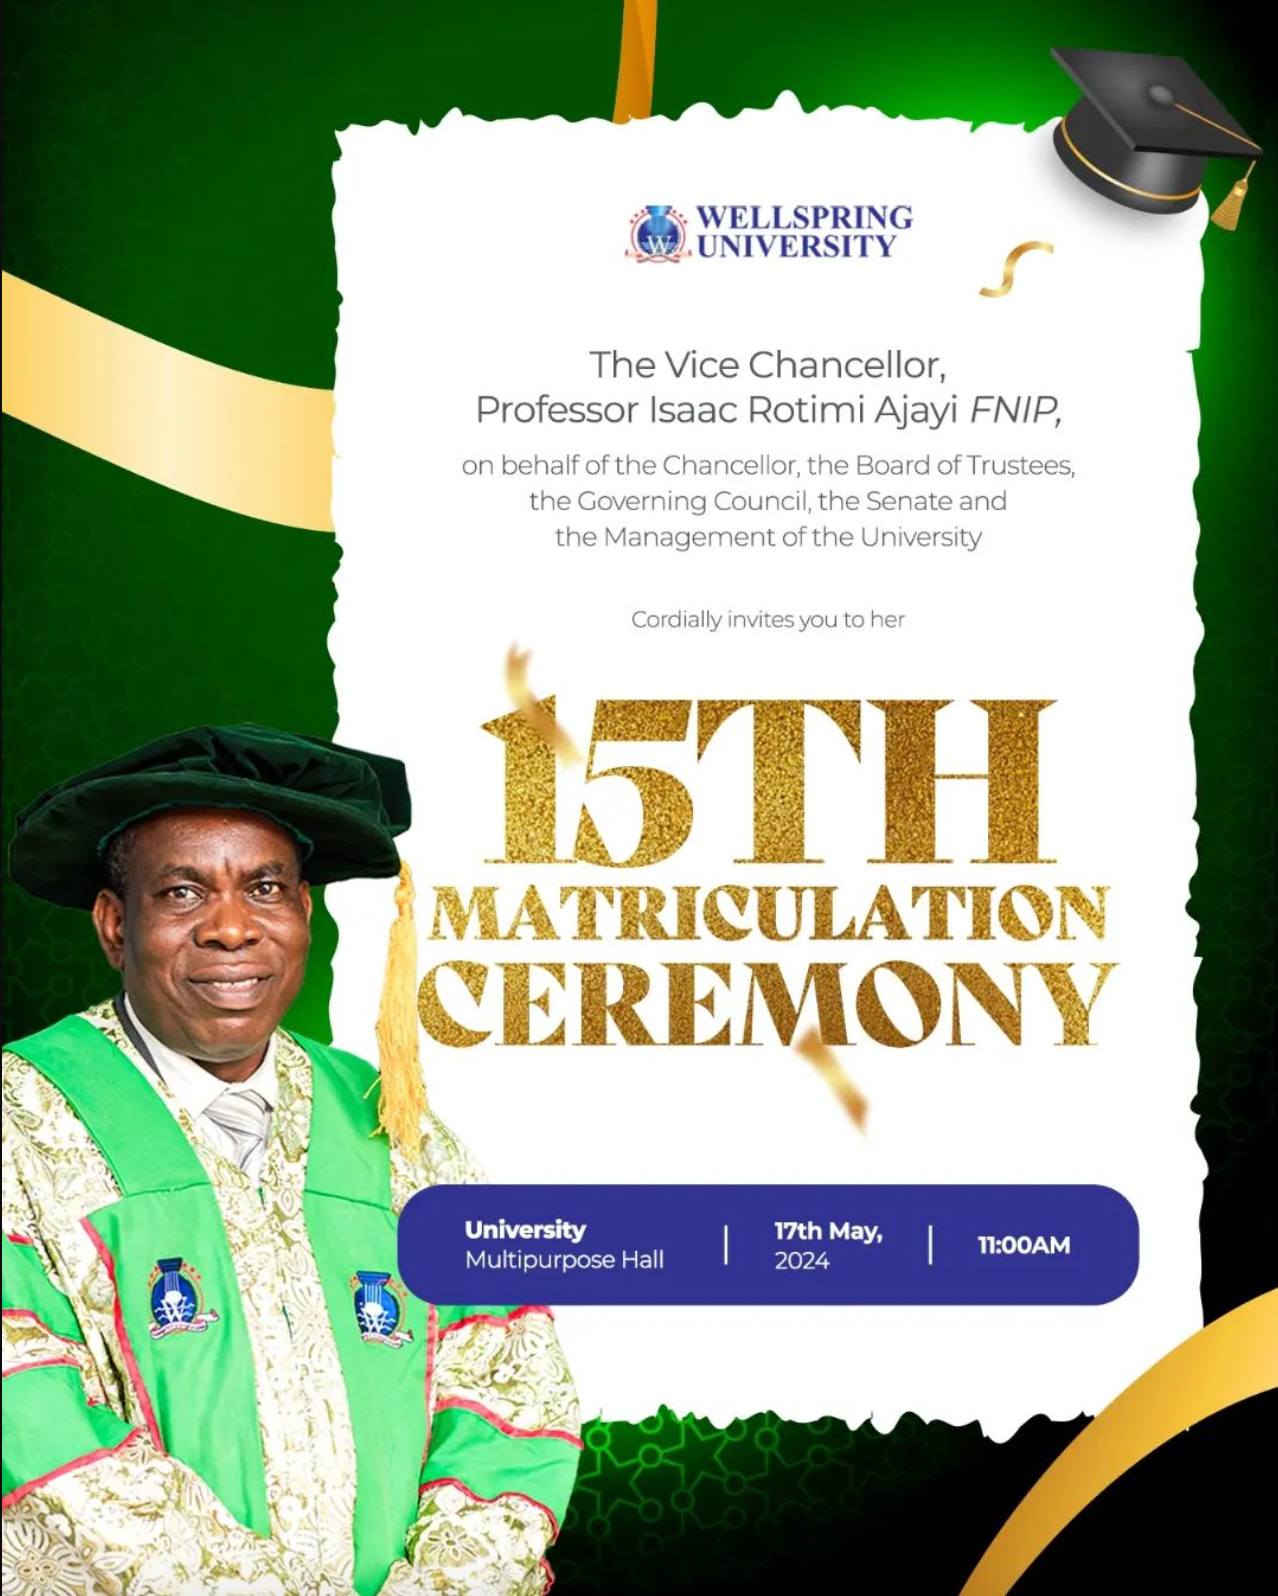 WELLSPRING
UNIVERSITY
The Vice Chancellor,
Professor Isaac Rotimi Ajayi FNIP,
on behalf of the Chancellor, the Board of Trustees,
the Governing Council, the Senate and
the Management of the University
Cordially invites you to her
15TH
MATRICULATION
CEREMONY
University
Multipurpose Hall
17th May,
2024
11:00AM